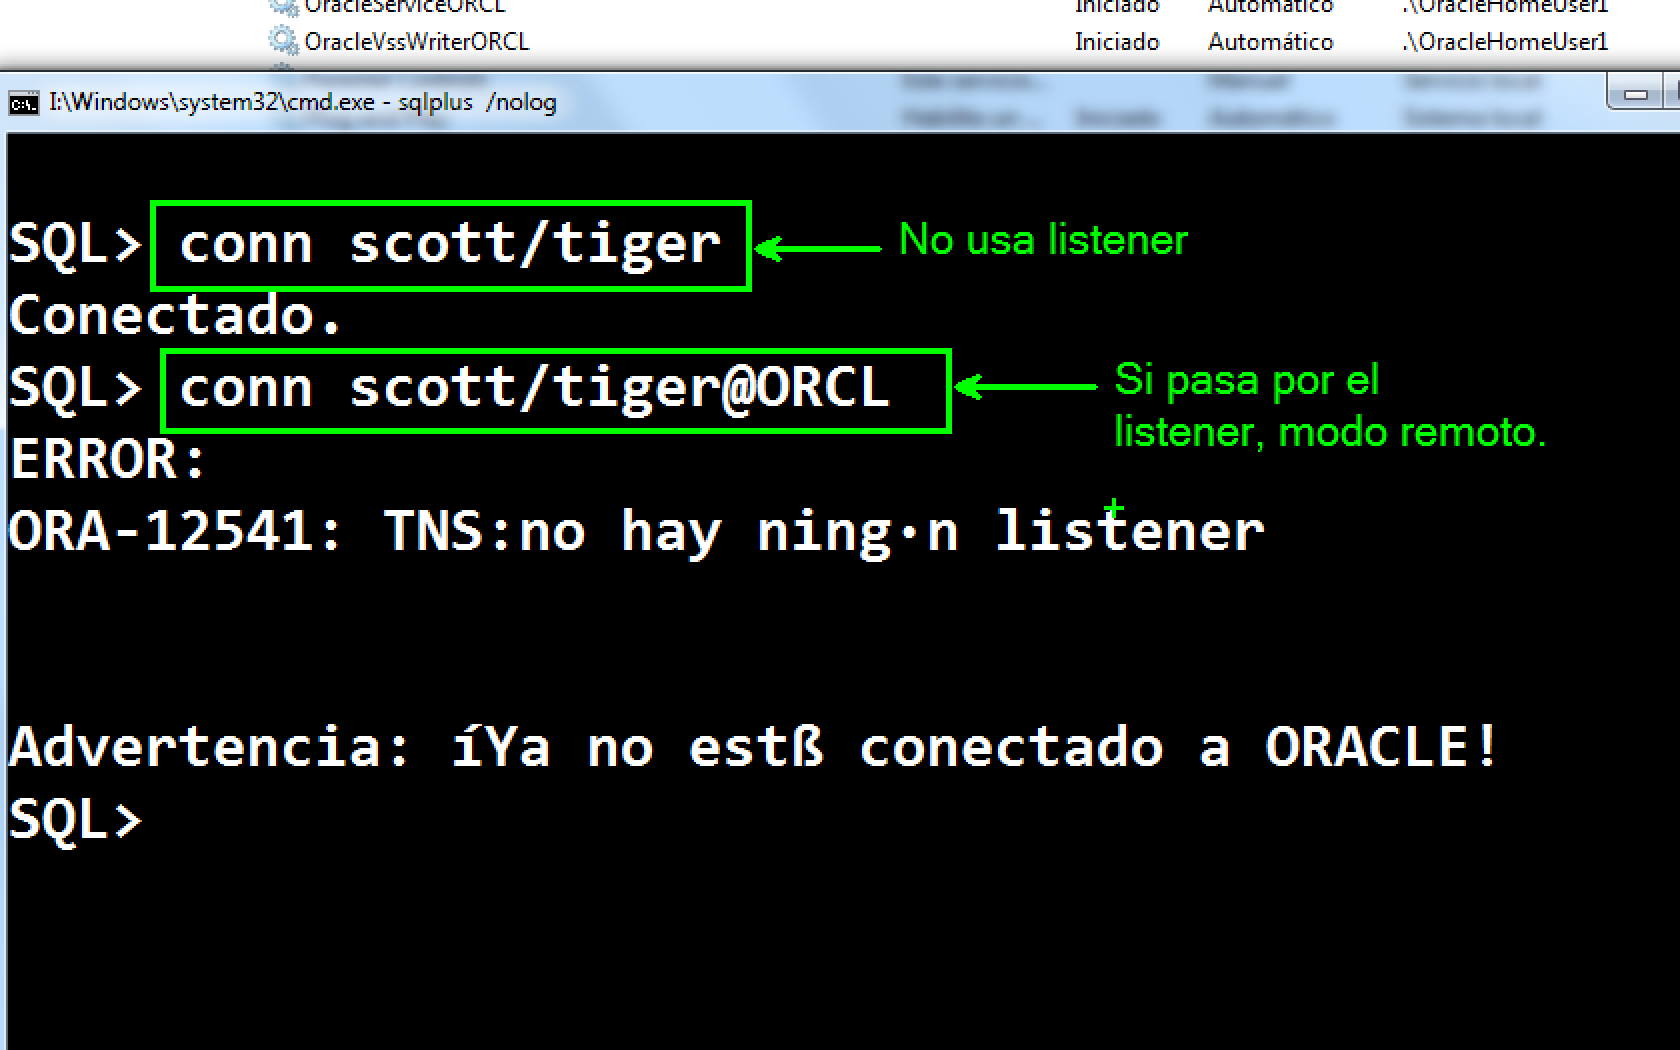 OracleServiceORCL Iniciado Automático .\OracleHomeUser1
OracleVssWriterORCL Iniciado Automático .\OracleHomeUser1
I:\Windows\system32\cmd.exe - sqlplus /nolog
SQL> conn scott/tiger
No usa listener
Conectado.
SQL> conn scott/tiger@ORCL
Si pasa por el
listener, modo remoto.
ERROR:
ORA-12541: TNS:no hay ning·n listener
Advertencia: íYa no estß conectado a ORACLE!
SQL>